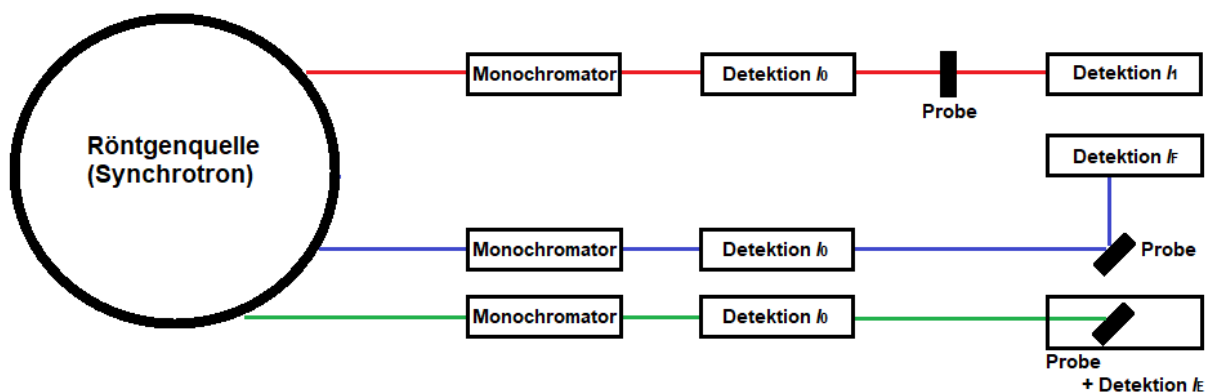 Röntgenquelle
(Synchrotron)
Monochromator
Detektion I0
Probe
Detektion I1
Monochromator
Detektion I0
Probe
Detektion IF
Monochromator
Detektion I0
Probe
+ Detektion IE